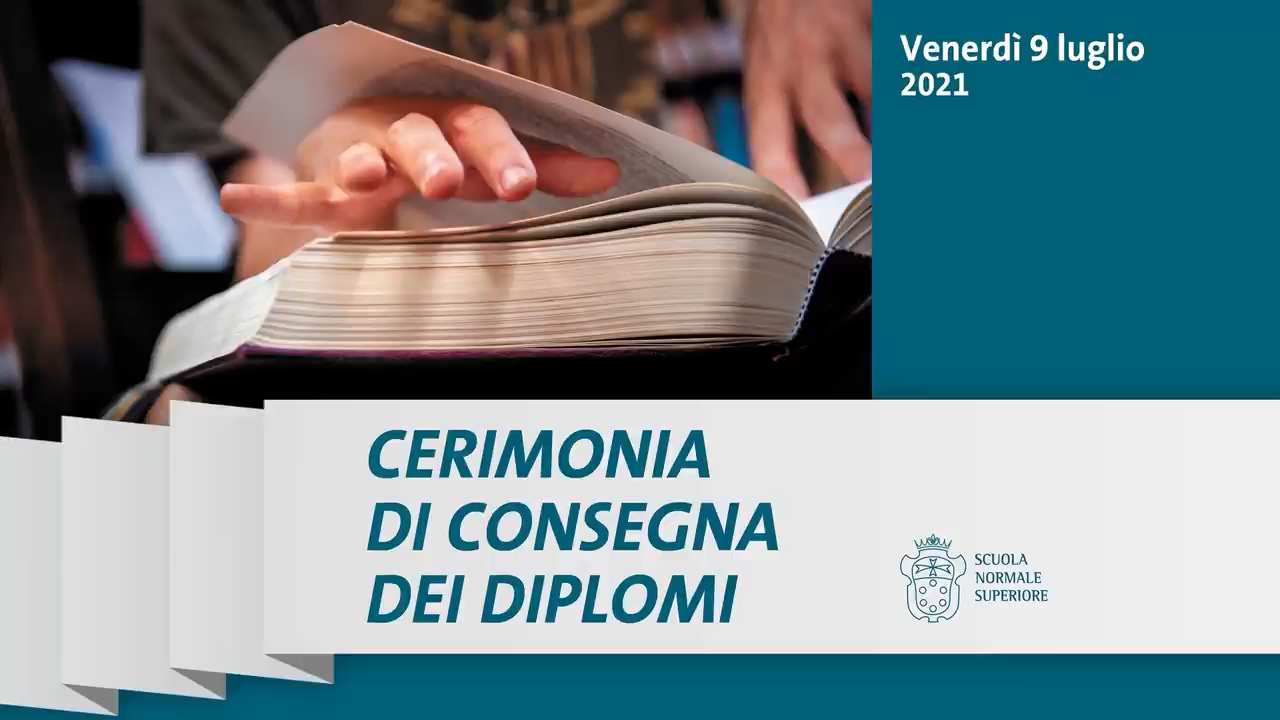 Venerdì 9 luglio
2021
CERIMONIA
DI CONSEGNA
DEI DIPLOMI
SCUOLA
NORMALE
SUPERIORE